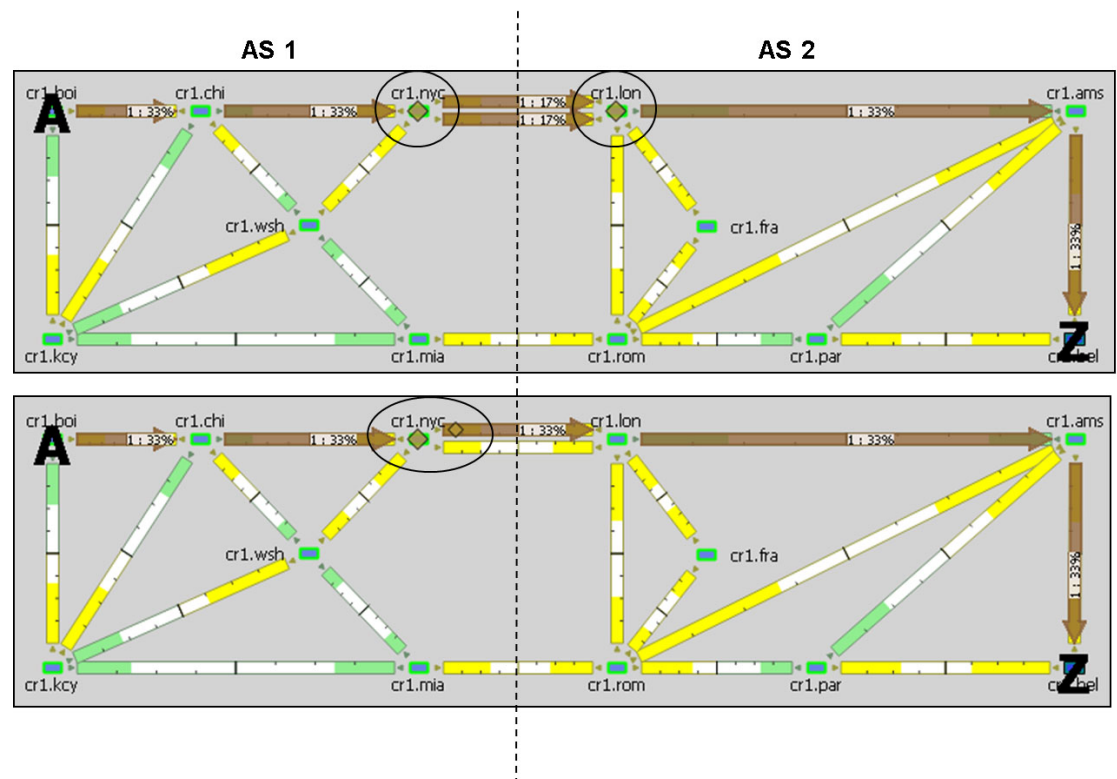 AS 1 AS 2
cr1.boi cr1.chi cr1.nyc cr1.lon cr1.ams
A 1 : 33% 1 : 33% 1 : 17% 1 : 33%
1 : 17%
cr1.wsh cr1.fra
1 : 33%
Z
cr1.kcy cr1.mia cr1.rom cr1.par
cr1.boi cr1.chi cr1.nyc cr1.lon cr1.ams
A 1 : 33% 1 : 33% 1 : 33% 1 : 33%
cr1.wsh cr1.fra
1 : 33%
Z
cr1.kcy cr1.mia cr1.rom cr1.par